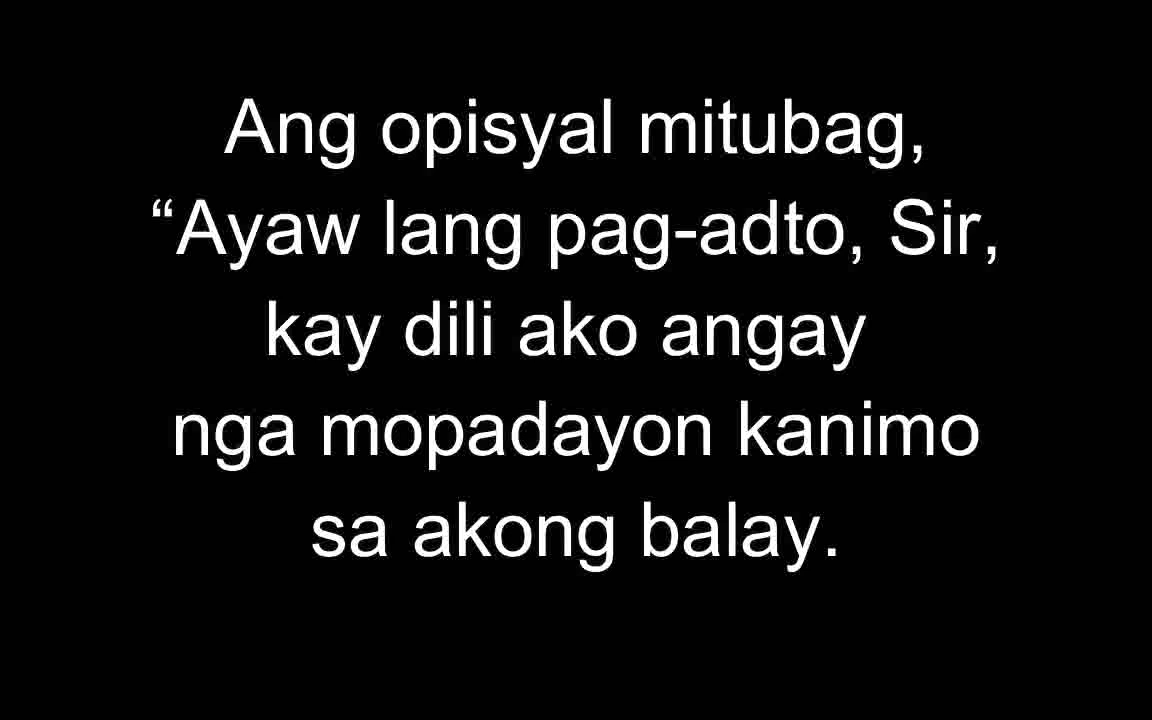 Ang opisyal mitubag,
“Ayaw lang pag-adto, Sir,
kay dili ako angay
nga mopadayon kanimo
sa akong balay.